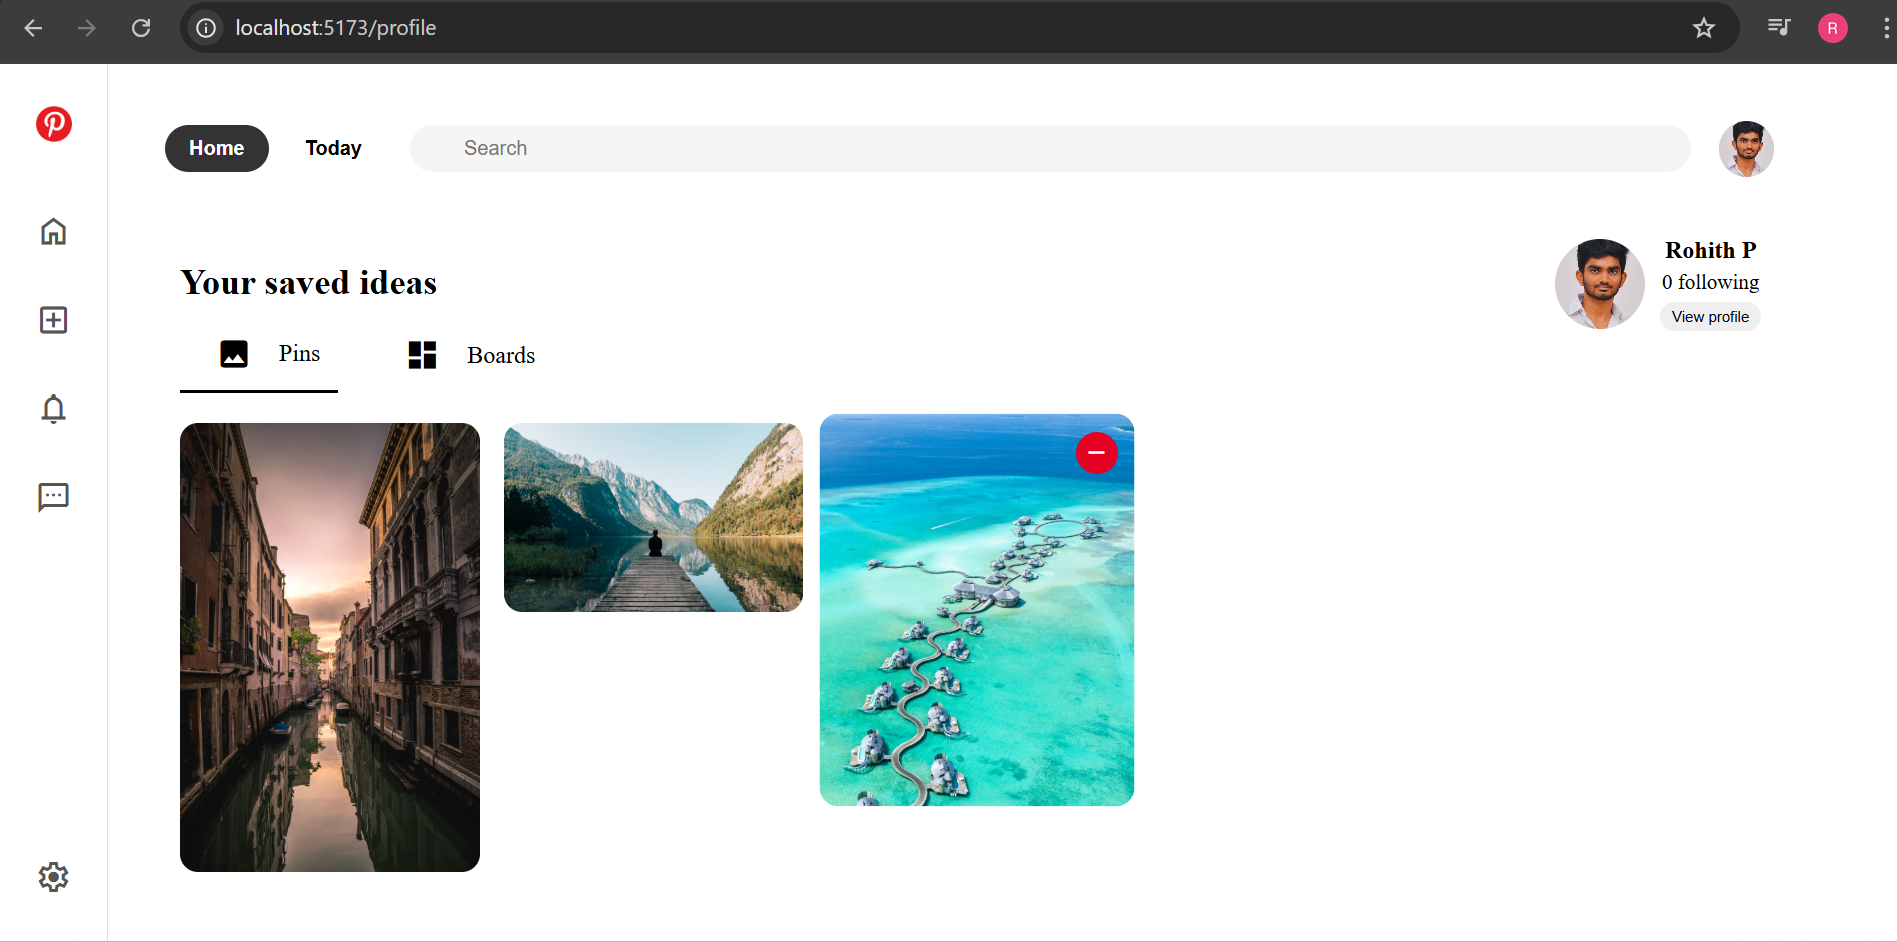 localhost:5173/profile
R
Home
Today
Search
Your saved ideas
Rohith P
0 following
View profile
Pins
Boards